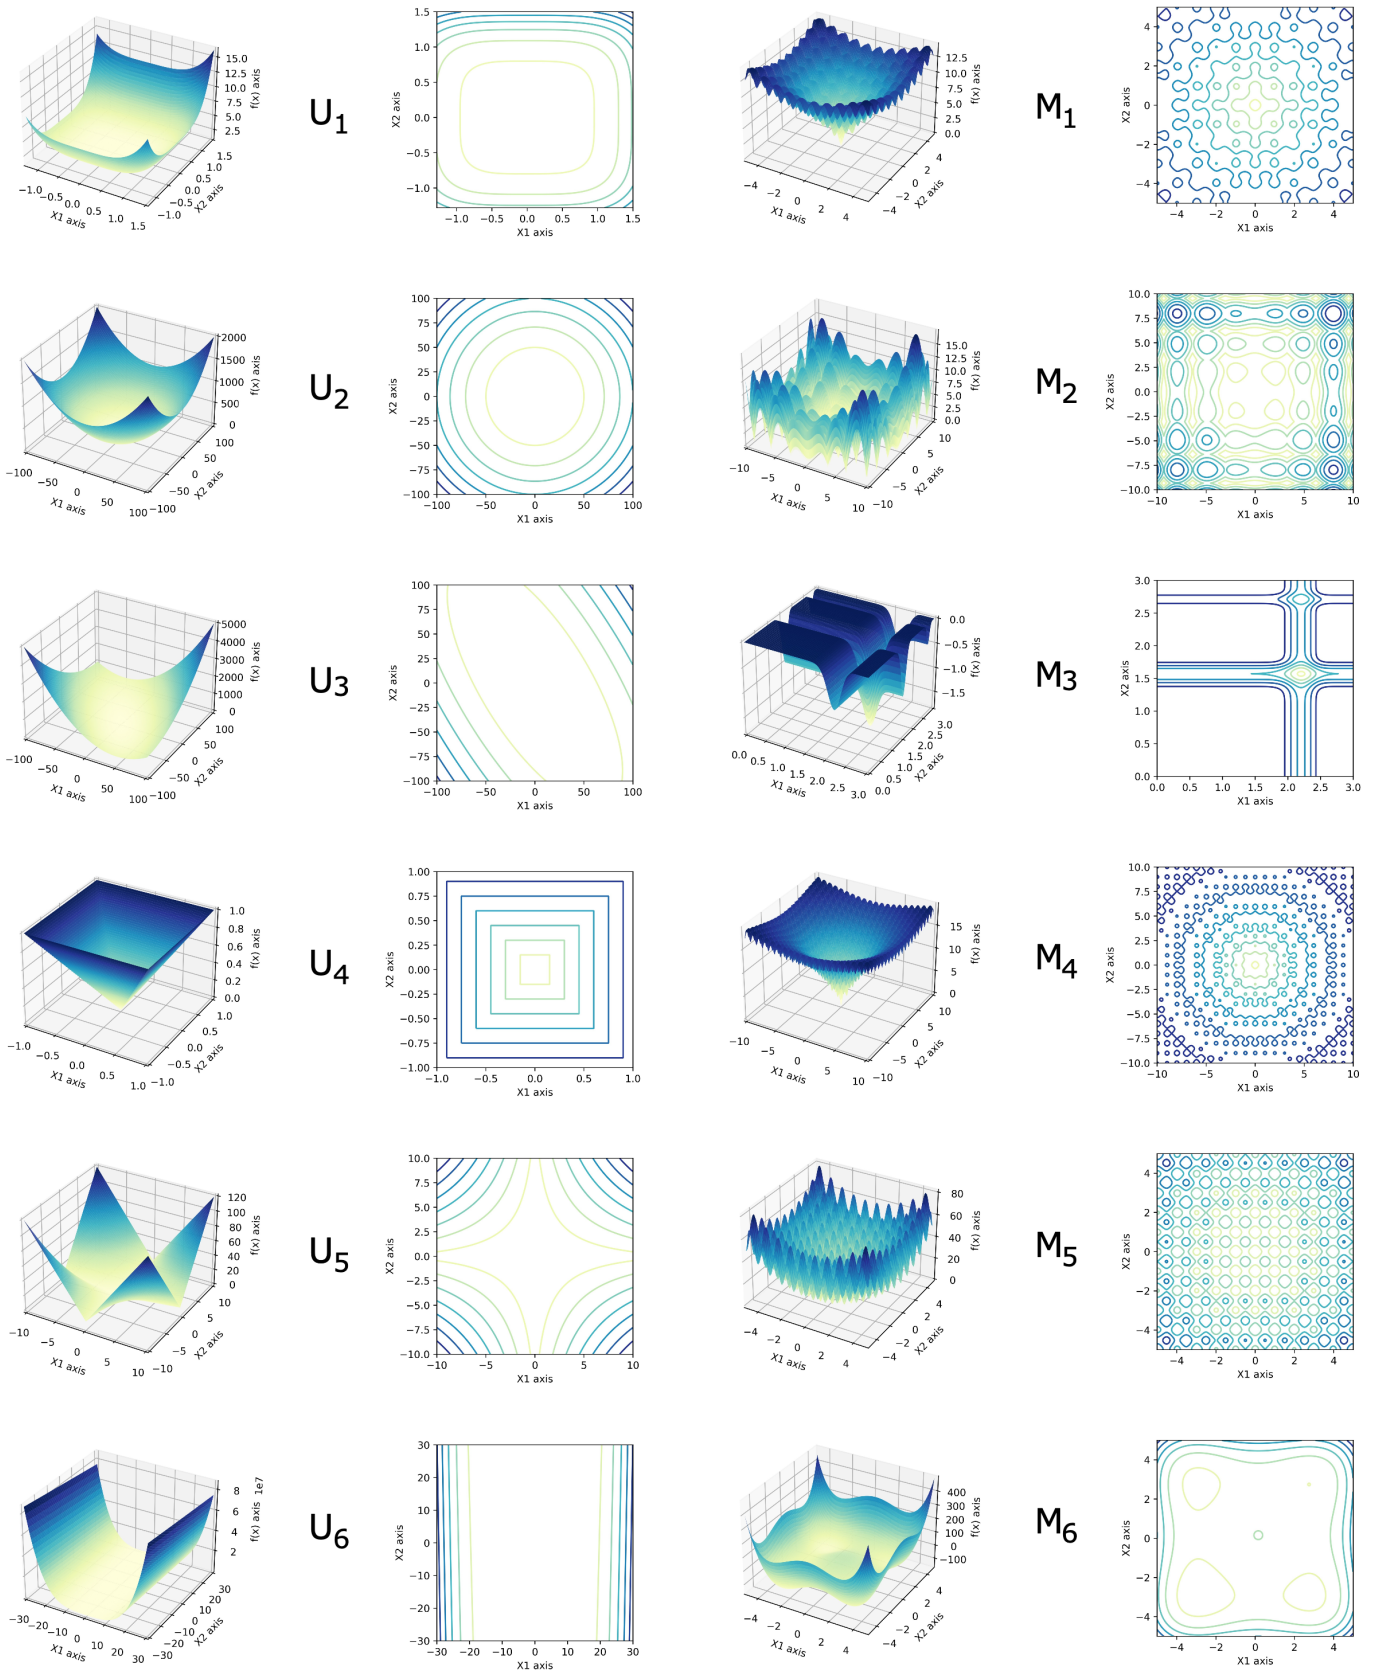 15.0
12.5
10.0
7.5
5.0
2.5
f(x) axis
−1.0 −0.5 0.0 0.5 1.0 1.5
X1 axis
−1.0 −0.5 0.0 0.5 1.0 1.5
X2 axis
U1
1.5
1.0
0.5
0.0
−0.5
−1.0
X2 axis
−1.0 −0.5 0.0 0.5 1.0 1.5
X1 axis
12.5
10.0
7.5
5.0
2.5
0.0
f(x) axis
−4 −2 0 2 4
X1 axis
−4 −2 0 2 4
X2 axis
M1
4
2
0
−2
−4
X2 axis
−4 −2 0 2 4
X1 axis
2000
1500
1000
500
0
f(x) axis
−100 −50 0 50 100
X1 axis
−100 −50 0 50 100
X2 axis
U2
100
75
50
25
0
−25
−50
−75
−100
X2 axis
−100 −50 0 50 100
X1 axis
15.0
12.5
10.0
7.5
5.0
2.5
0.0
f(x) axis
−10 −5 0 5 10
X1 axis
−10 −5 0 5 10
X2 axis
M2
10.0
7.5
5.0
2.5
0.0
−2.5
−5.0
−7.5
−10.0
X2 axis
−10 −5 0 5 10
X1 axis
5000
4000
3000
2000
1000
0
f(x) axis
−100 −50 0 50 100
X1 axis
−100 −50 0 50 100
X2 axis
U3
100
75
50
25
0
−25
−50
−75
−100
X2 axis
−100 −50 0 50 100
X1 axis
0.0
−0.5
−1.0
−1.5
f(x) axis
0.0 0.5 1.0 1.5 2.0 2.5 3.0
X1 axis
0.0 0.5 1.0 1.5 2.0 2.5 3.0
X2 axis
M3
3.0
2.5
2.0
1.5
1.0
0.5
0.0
X2 axis
0.0 0.5 1.0 1.5 2.0 2.5 3.0
X1 axis
1.0
0.8
0.6
0.4
0.2
0.0
f(x) axis
−1.0 −0.5 0.0 0.5 1.0
X1 axis
−1.0 −0.5 0.0 0.5 1.0
X2 axis
U4
1.00
0.75
0.50
0.25
0.00
−0.25
−0.50
−0.75
−1.00
X2 axis
−1.0 −0.5 0.0 0.5 1.0
X1 axis
15
10
5
0
f(x) axis
−10 −5 0 5 10
X1 axis
−10 −5 0 5 10
X2 axis
M4
10.0
7.5
5.0
2.5
0.0
−2.5
−5.0
−7.5
−10.0
X2 axis
−10 −5 0 5 10
X1 axis
120
100
80
60
40
20
0
f(x) axis
−10 −5 0 5 10
X1 axis
−10 −5 0 5 10
X2 axis
U5
10.0
7.5
5.0
2.5
0.0
−2.5
−5.0
−7.5
−10.0
X2 axis
−10 −5 0 5 10
X1 axis
80
60
40
20
0
f(x) axis
−4 −2 0 2 4
X1 axis
−4 −2 0 2 4
X2 axis
M5
4
2
0
−2
−4
X2 axis
−4 −2 0 2 4
X1 axis
1e7
8
6
4
2
f(x) axis
−30 −20 −10 0 10 20 30
X1 axis
−30 −20 −10 0 10 20 30
X2 axis
U6
30
20
10
0
−10
−20
−30
X2 axis
−30 −20 −10 0 10 20 30
X1 axis
400
300
200
100
0
−100
f(x) axis
−4 −2 0 2 4
X1 axis
−4 −2 0 2 4
X2 axis
M6
4
2
0
−2
−4
X2 axis
−4 −2 0 2 4
X1 axis